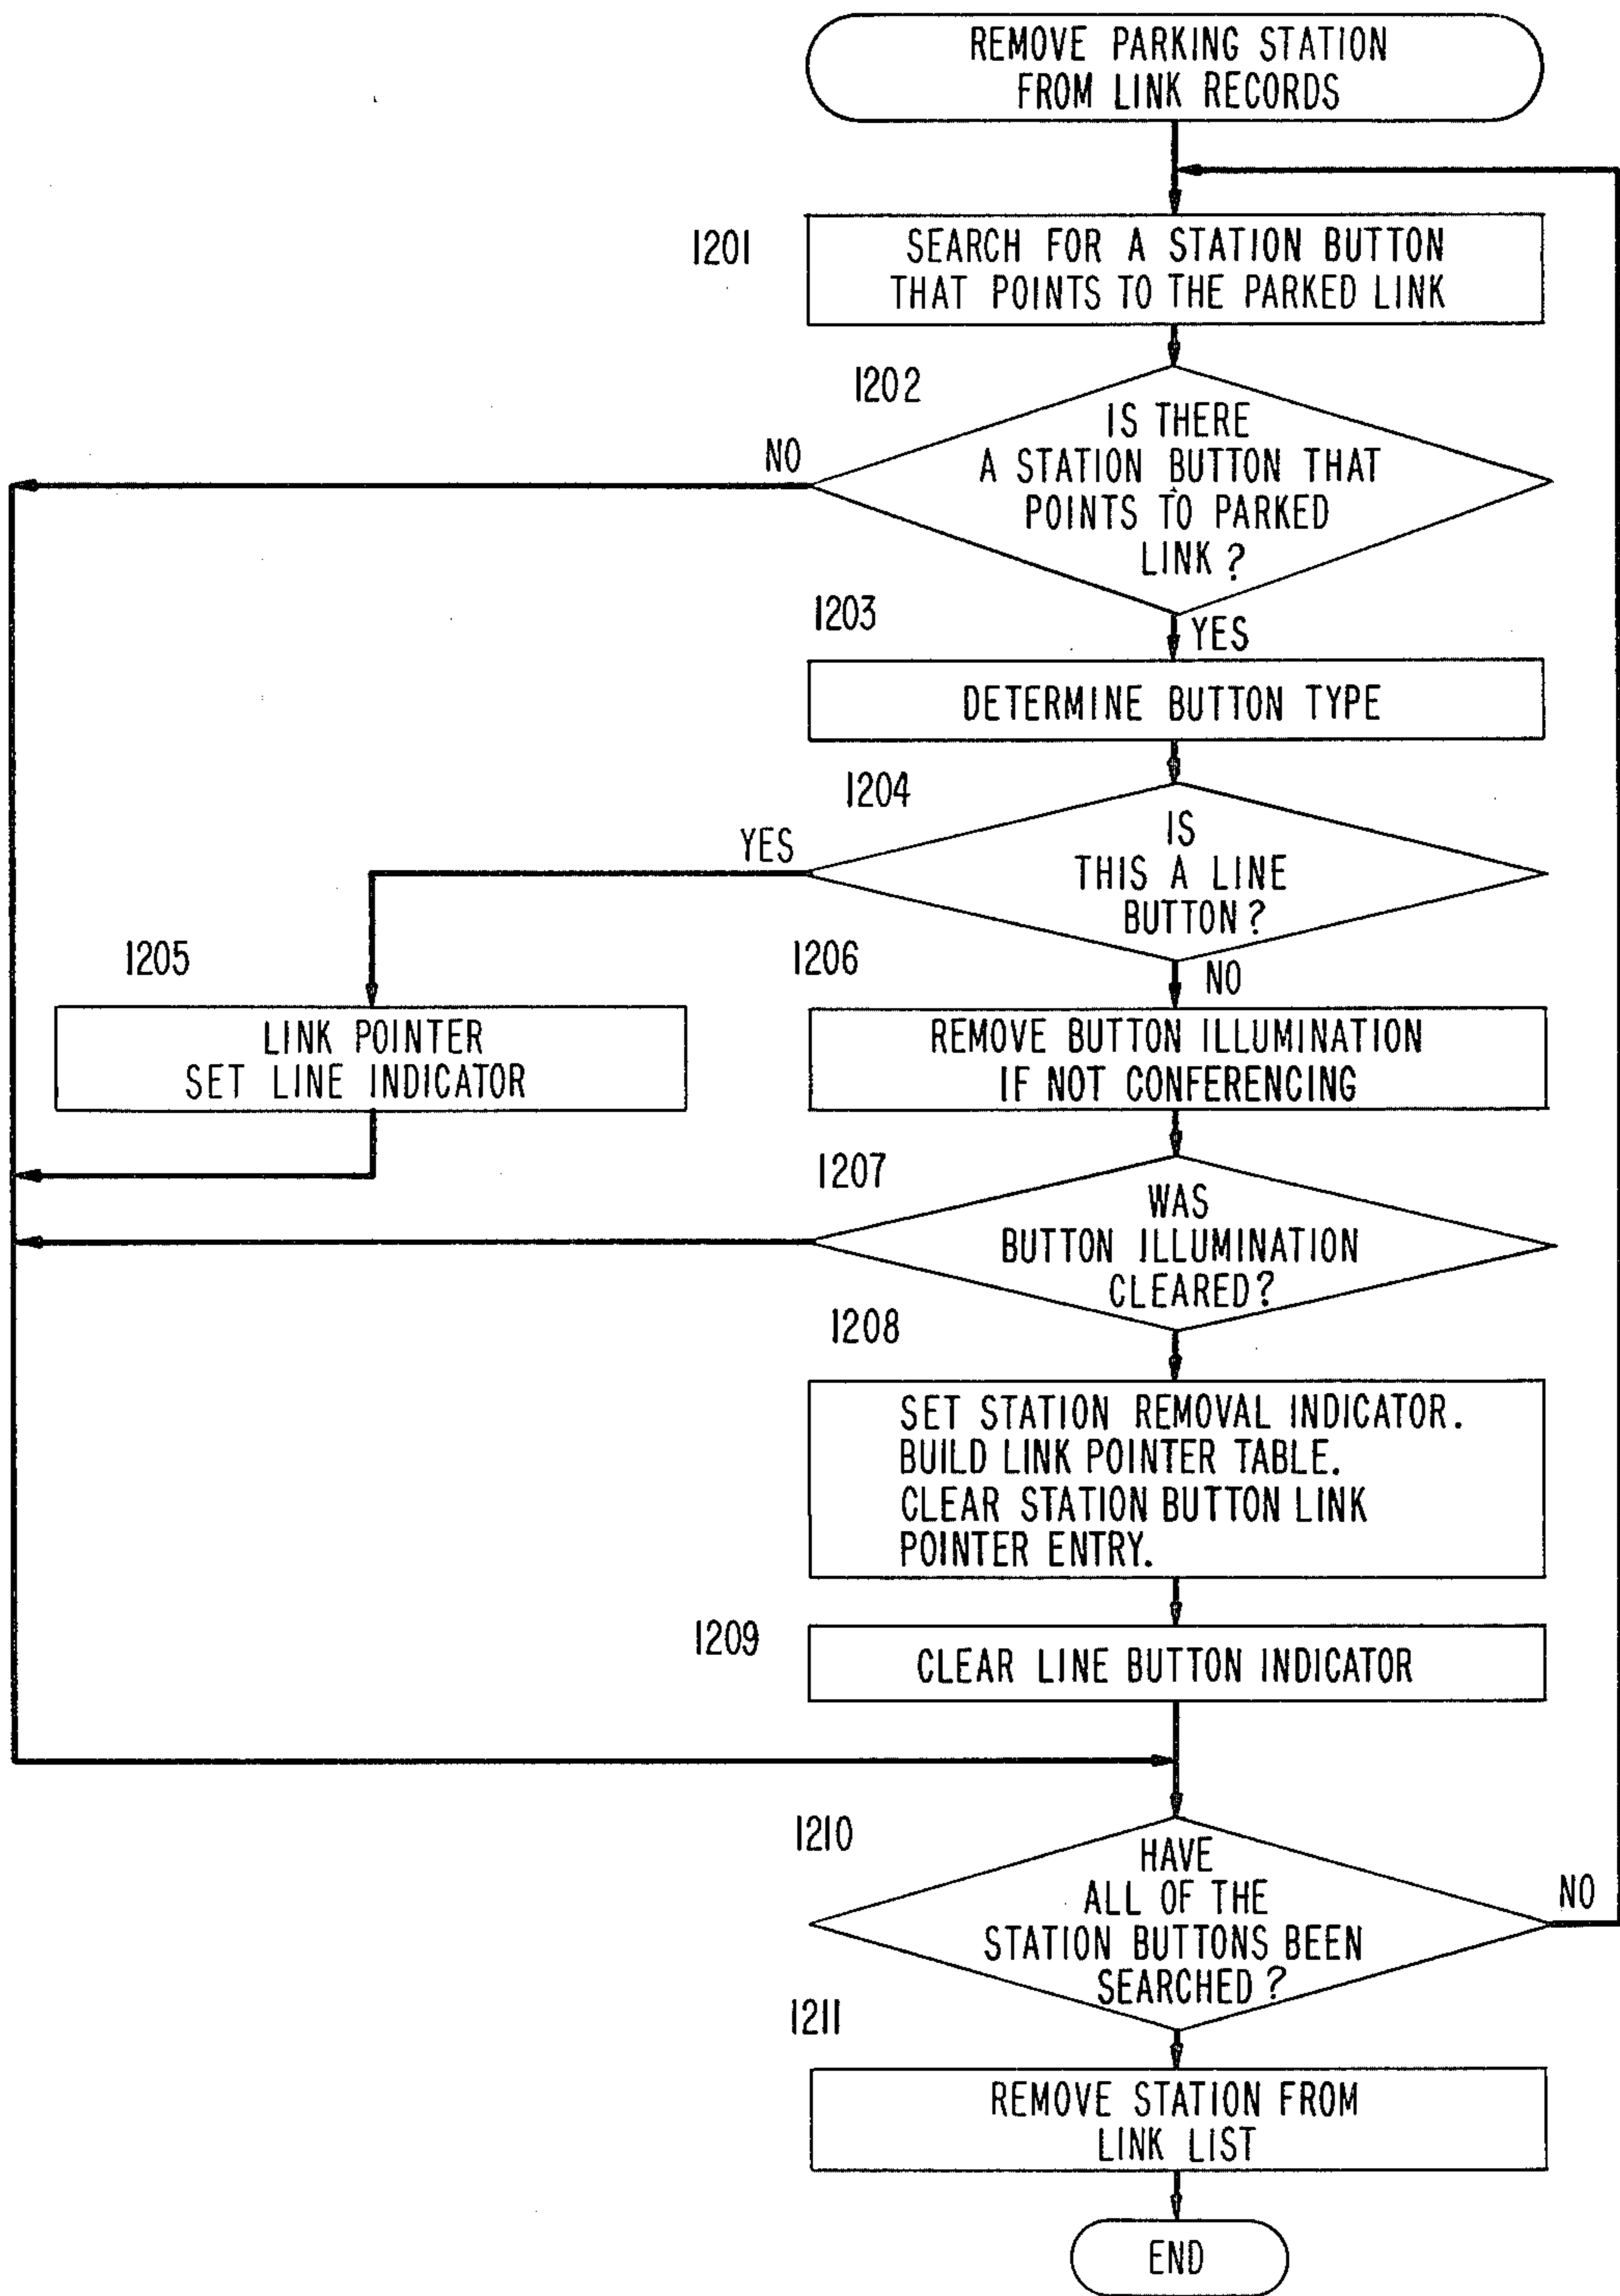 REMOVE PARKING STATION
FROM LINK RECORDS
1201
SEARCH FOR A STATION BUTTON
THAT POINTS TO THE PARKED LINK
1202
IS THERE
A STATION BUTTON THAT
POINTS TO PARKED
LINK?
NO
YES
1203
DETERMINE BUTTON TYPE
1204
IS
THIS A LINE
BUTTON?
YES
NO
1205
LINK POINTER
SET LINE INDICATOR
1206
REMOVE BUTTON ILLUMINATION
IF NOT CONFERENCING
1207
WAS
BUTTON ILLUMINATION
CLEARED?
1208
SET STATION REMOVAL INDICATOR.
BUILD LINK POINTER TABLE.
CLEAR STATION BUTTON LINK
POINTER ENTRY.
1209
CLEAR LINE BUTTON INDICATOR
1210
HAVE
ALL OF THE
STATION BUTTONS BEEN
SEARCHED?
NO
1211
REMOVE STATION FROM
LINK LIST
END